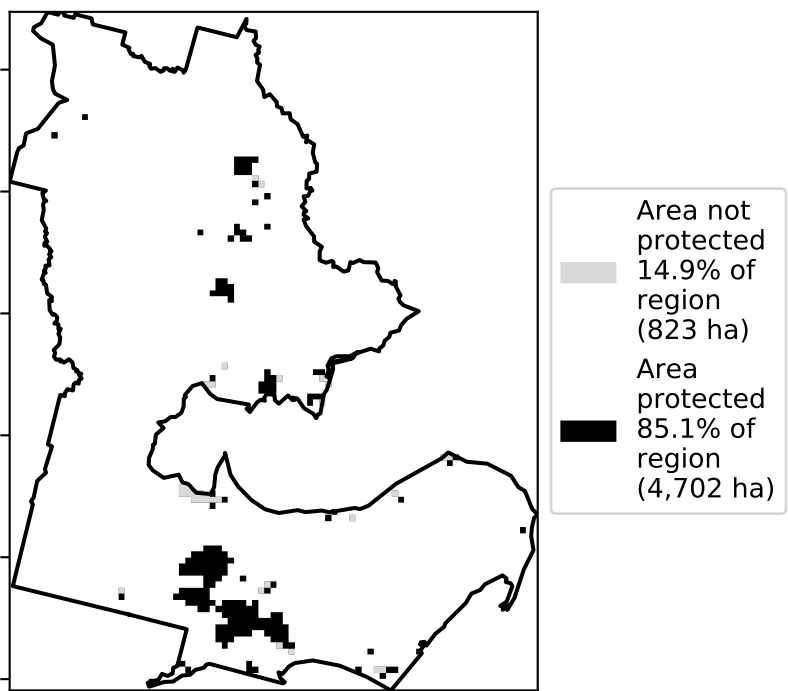 Area not
protected
14.9% of
region
(823 ha)
Area
protected
85.1% of
region
(4,702 ha)